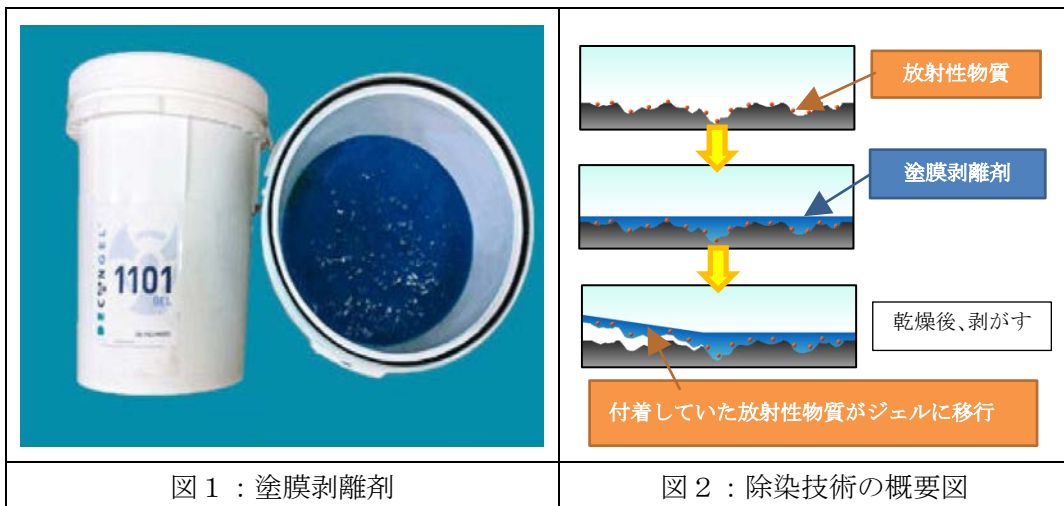 DECONGEL
1101
GEL
図１：塗膜剥離剤
放射性物質
塗膜剥離剤
乾燥後、剥がす
付着していた放射性物質がジェルに移行
図２：除染技術の概要図